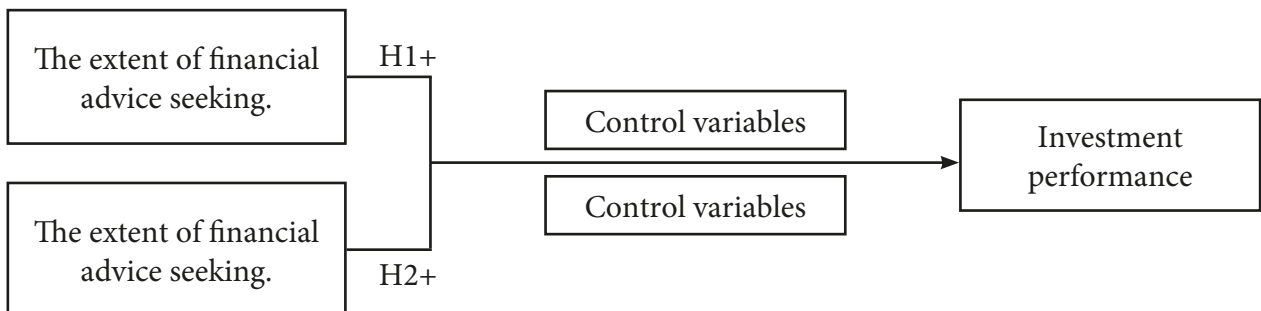 The extent of financial
advice seeking.
H1+
Control variables
Investment
performance
Control variables
The extent of financial
advice seeking.
H2+